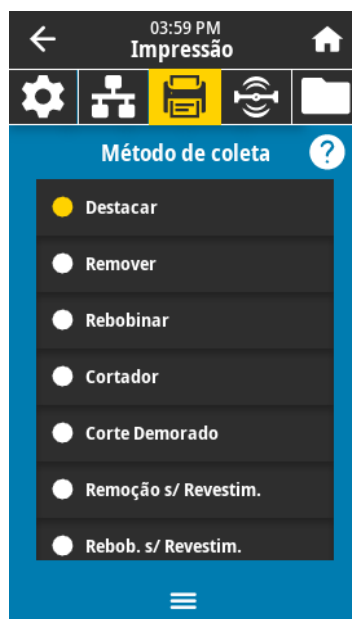 03:59 PM
Impressão
Método de coleta
?
Destacar
Remover
Rebobinar
Cortador
Corte Demorado
Remoção s/ Revestim.
Rebob. s/ Revestim.